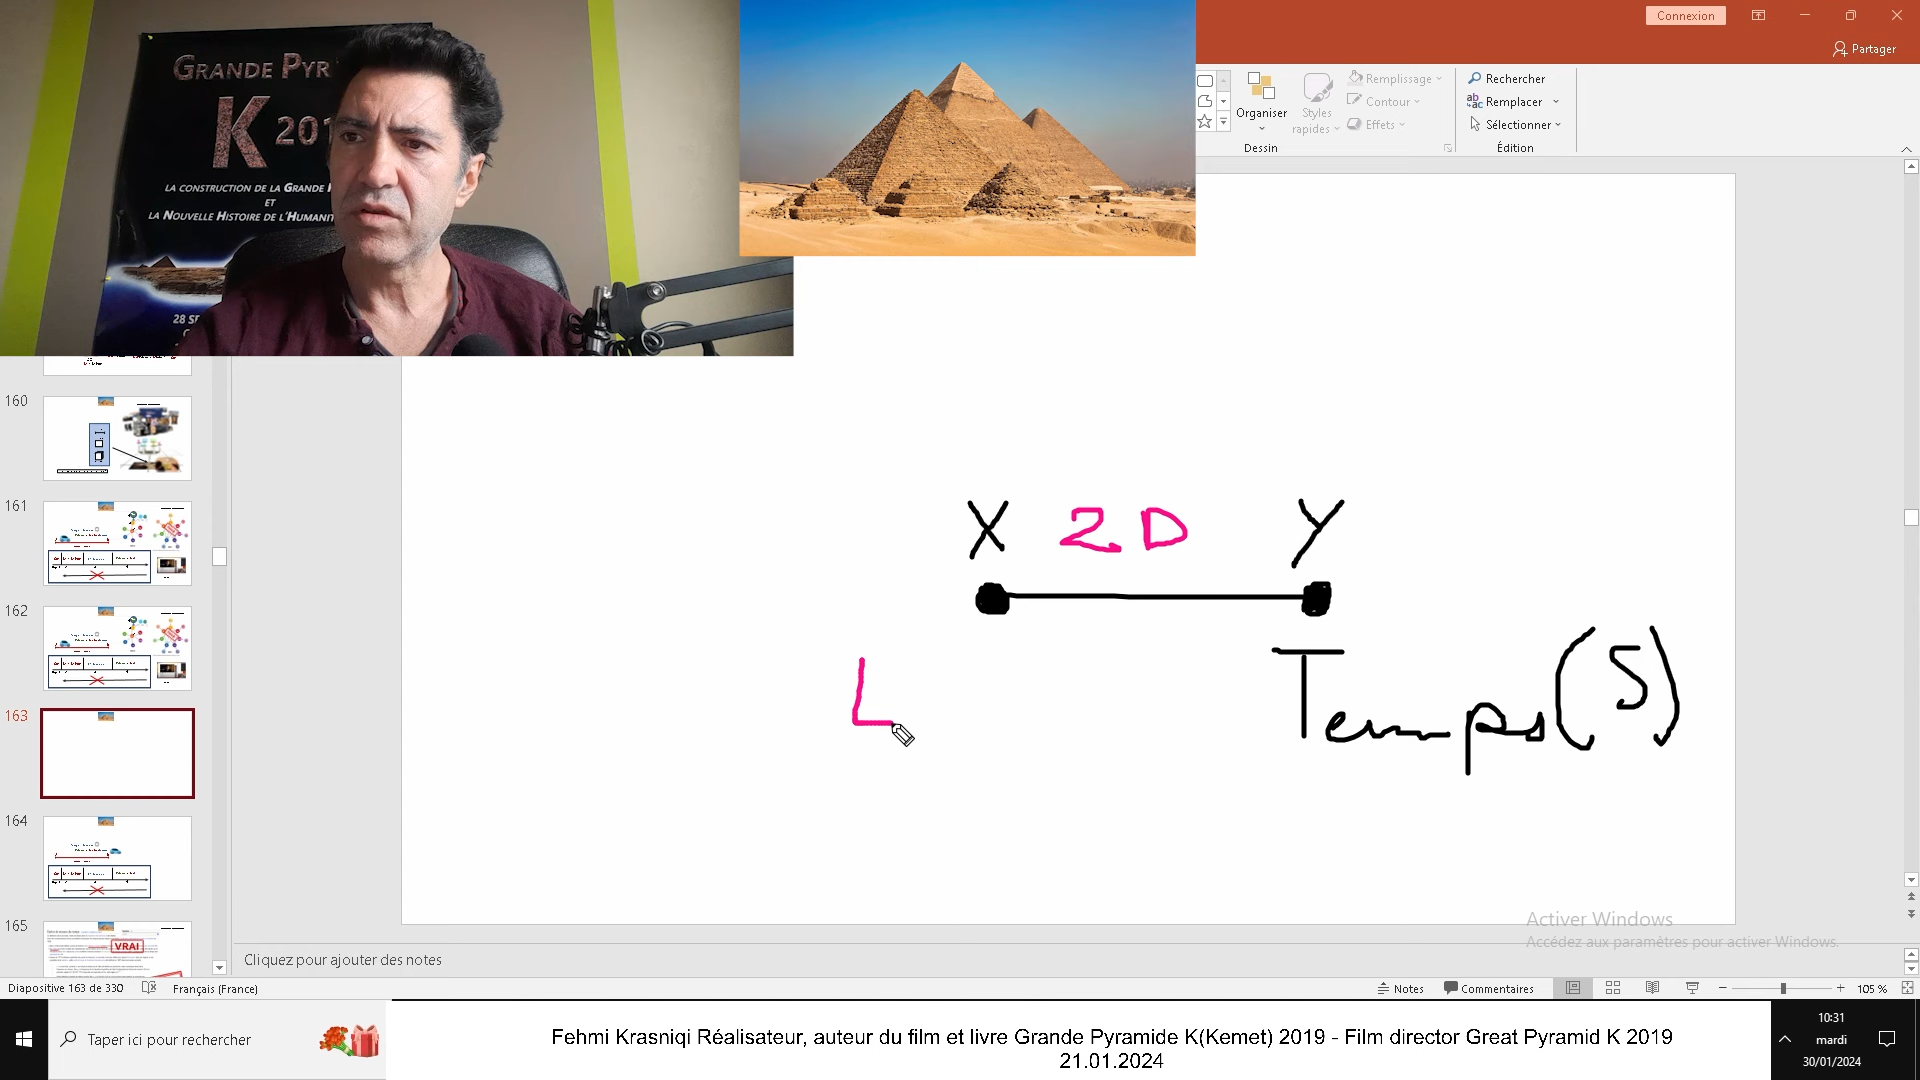 GRANDE PYR
K 201
LA CONSTRUCTION DE LA GRANDE
ET
LA NOUVELLE HISTOIRE DE L'HUMANIT
28 SE
Connexion
Partager
Organiser
Styles
rapides
Remplissage
Contour
Effets
Dessin
Rechercher
Remplacer
Sélectionner
Édition
160
161
162
163
164
165
VRAI
X 2D Y
L
Temps(S)
Activer Windows
Accédez aux paramètres pour activer Windows.
Cliquez pour ajouter des notes
Diapositive 163 de 330
Français (France)
Notes
Commentaires
105 %
Taper ici pour rechercher
Fehmi Krasniqi Réalisateur, auteur du film et livre Grande Pyramide K(Kemet) 2019 - Film director Great Pyramid K 2019
21.01.2024
10:31
mardi
30/01/2024